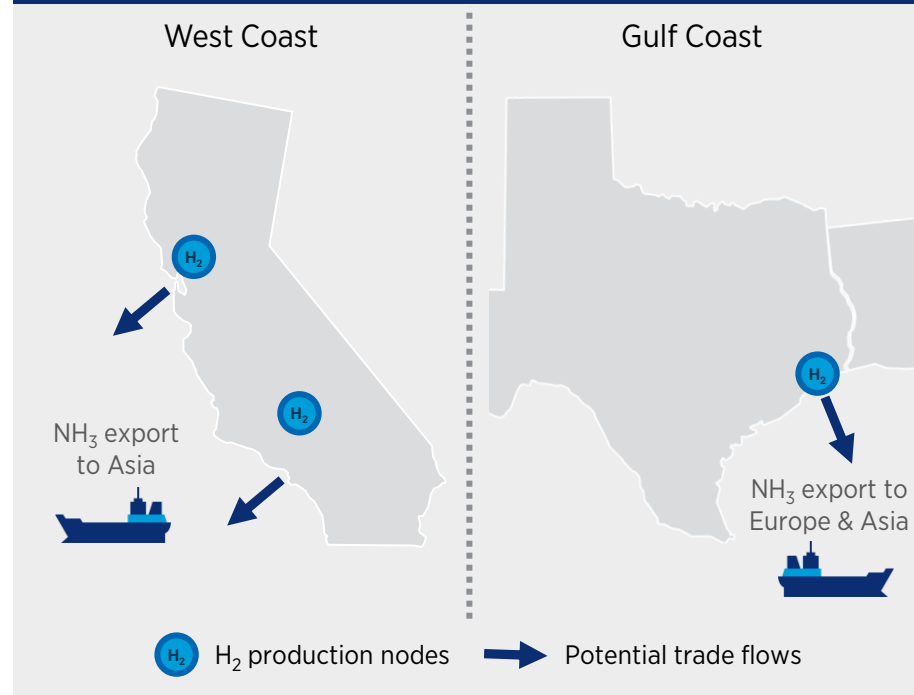 West Coast
Gulf Coast
H₂
H₂
H₂
NH₃ export
to Asia
NH₃ export to
Europe & Asia
H₂
H₂ production nodes
Potential trade flows